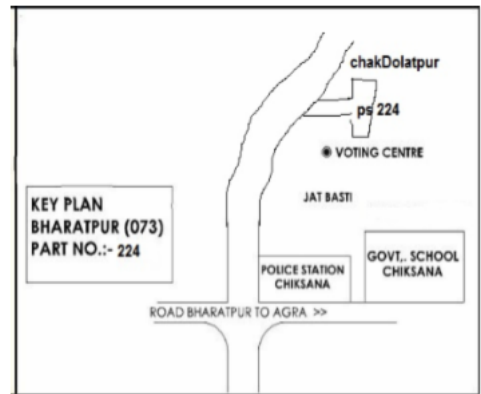 chakDolatpur
ps 224
VOTING CENTRE
JAT BASTI
KEY PLAN
BHARATPUR (073)
PART NO.:- 224
POLICE STATION
CHIKSANA
GOVT,. SCHOOL
CHIKSANA
ROAD BHARATPUR TO AGRA >>